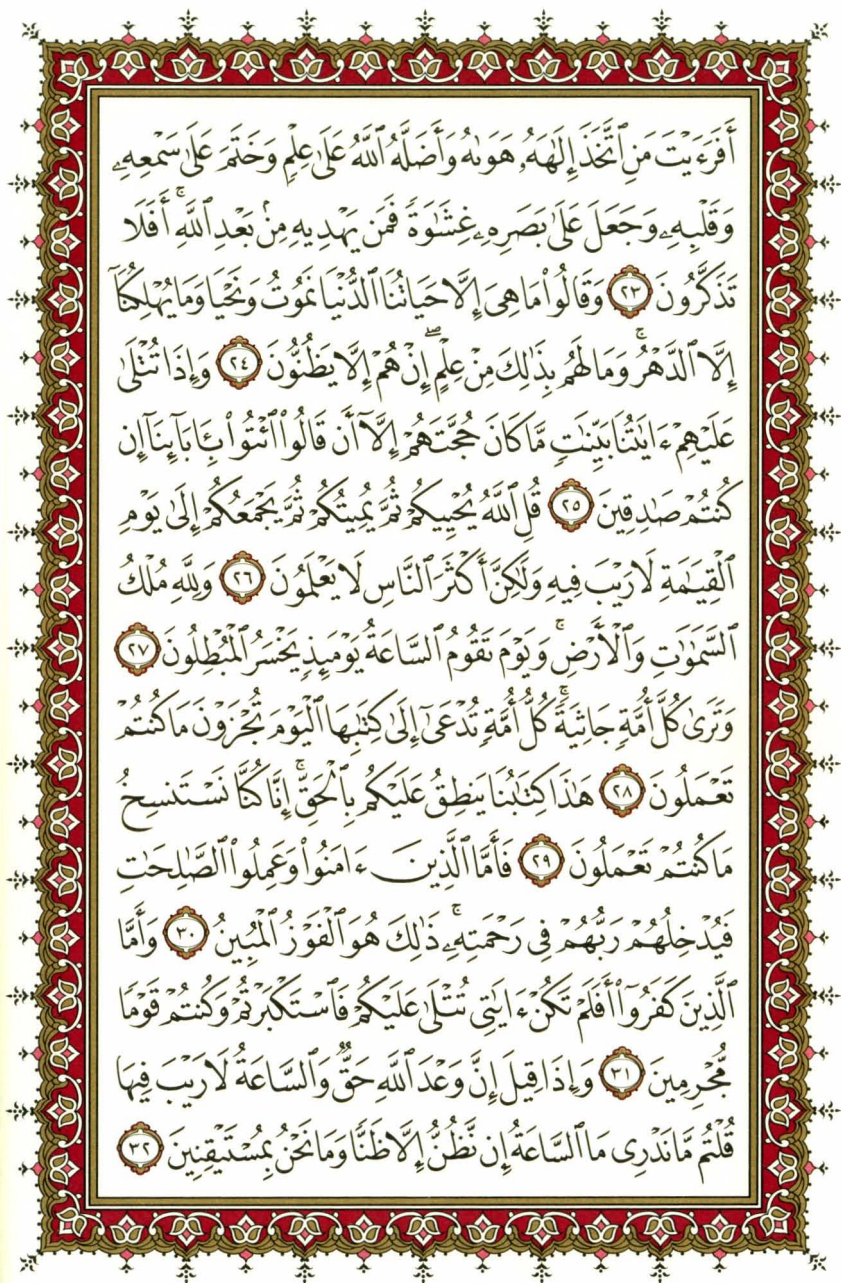 أَفَرَءَيۡتَ مَنِ ٱتَّخَذَ إِلَٰهَهُۥ هَوَىٰهُ وَأَضَلَّهُ ٱللَّهُ عَلَىٰ عِلۡمٖ وَخَتَمَ عَلَىٰ سَمۡعِهِۦ
وَقَلۡبِهِۦ وَجَعَلَ عَلَىٰ بَصَرِهِۦ غِشَٰوَةٗ فَمَن يَهۡدِيهِ مِنۢ بَعۡدِ ٱللَّهِۚ أَفَلَا
تَذَكَّرُونَ ٢٣ وَقَالُواْ مَا هِيَ إِلَّا حَيَاتُنَا ٱلدُّنۡيَا نَمُوتُ وَنَحۡيَا وَمَا يُهۡلِكُنَآ
إِلَّا ٱلدَّهۡرُۚ وَمَا لَهُم بِذَٰلِكَ مِنۡ عِلۡمٍۖ إِنۡ هُمۡ إِلَّا يَظُنُّونَ ٢٤ وَإِذَا تُتۡلَىٰ
عَلَيۡهِمۡ ءَايَٰتُنَا بَيِّنَٰتٖ مَّا كَانَ حُجَّتَهُمۡ إِلَّآ أَن قَالُواْ ٱئۡتُواْ بِـَٔابَآئِنَآ إِن
كُنتُمۡ صَٰدِقِينَ ٢٥ قُلِ ٱللَّهُ يُحۡيِيكُمۡ ثُمَّ يُمِيتُكُمۡ ثُمَّ يَجۡمَعُكُمۡ إِلَىٰ يَوۡمِ
ٱلۡقِيَٰمَةِ لَا رَيۡبَ فِيهِ وَلَٰكِنَّ أَكۡثَرَ ٱلنَّاسِ لَا يَعۡلَمُونَ ٢٦ وَلِلَّهِ مُلۡكُ
ٱلسَّمَٰوَٰتِ وَٱلۡأَرۡضِۚ وَيَوۡمَ تَقُومُ ٱلسَّاعَةُ يَوۡمَئِذٖ يَخۡسَرُ ٱلۡمُبۡطِلُونَ ٢٧
وَتَرَىٰ كُلَّ أُمَّةٖ جَاثِيَةٗۚ كُلُّ أُمَّةٖ تُدۡعَىٰٓ إِلَىٰ كِتَٰبِهَا ٱلۡيَوۡمَ تُجۡزَوۡنَ مَا كُنتُمۡ
تَعۡمَلُونَ ٢٨ هَٰذَا كِتَٰبُنَا يَنطِقُ عَلَيۡكُم بِٱلۡحَقِّۚ إِنَّا كُنَّا نَسۡتَنسِخُ
مَا كُنتُمۡ تَعۡمَلُونَ ٢٩ فَأَمَّا ٱلَّذِينَ ءَامَنُواْ وَعَمِلُواْ ٱلصَّٰلِحَٰتِ
فَيُدۡخِلُهُمۡ رَبُّهُمۡ فِي رَحۡمَتِهِۦۚ ذَٰلِكَ هُوَ ٱلۡفَوۡزُ ٱلۡمُبِينُ ٣٠ وَأَمَّا
ٱلَّذِينَ كَفَرُوٓاْ أَفَلَمۡ تَكُنۡ ءَايَٰتِي تُتۡلَىٰ عَلَيۡكُمۡ فَٱسۡتَكۡبَرۡتُمۡ وَكُنتُمۡ قَوۡمٗا
مُّجۡرِمِينَ ٣١ وَإِذَا قِيلَ إِنَّ وَعۡدَ ٱللَّهِ حَقّٞ وَٱلسَّاعَةُ لَا رَيۡبَ فِيهَا
قُلۡتُم مَّا نَدۡرِي مَا ٱلسَّاعَةُ إِن نَّظُنُّ إِلَّا ظَنّٗا وَمَا نَحۡنُ بِمُسۡتَيۡقِنِينَ ٣٢